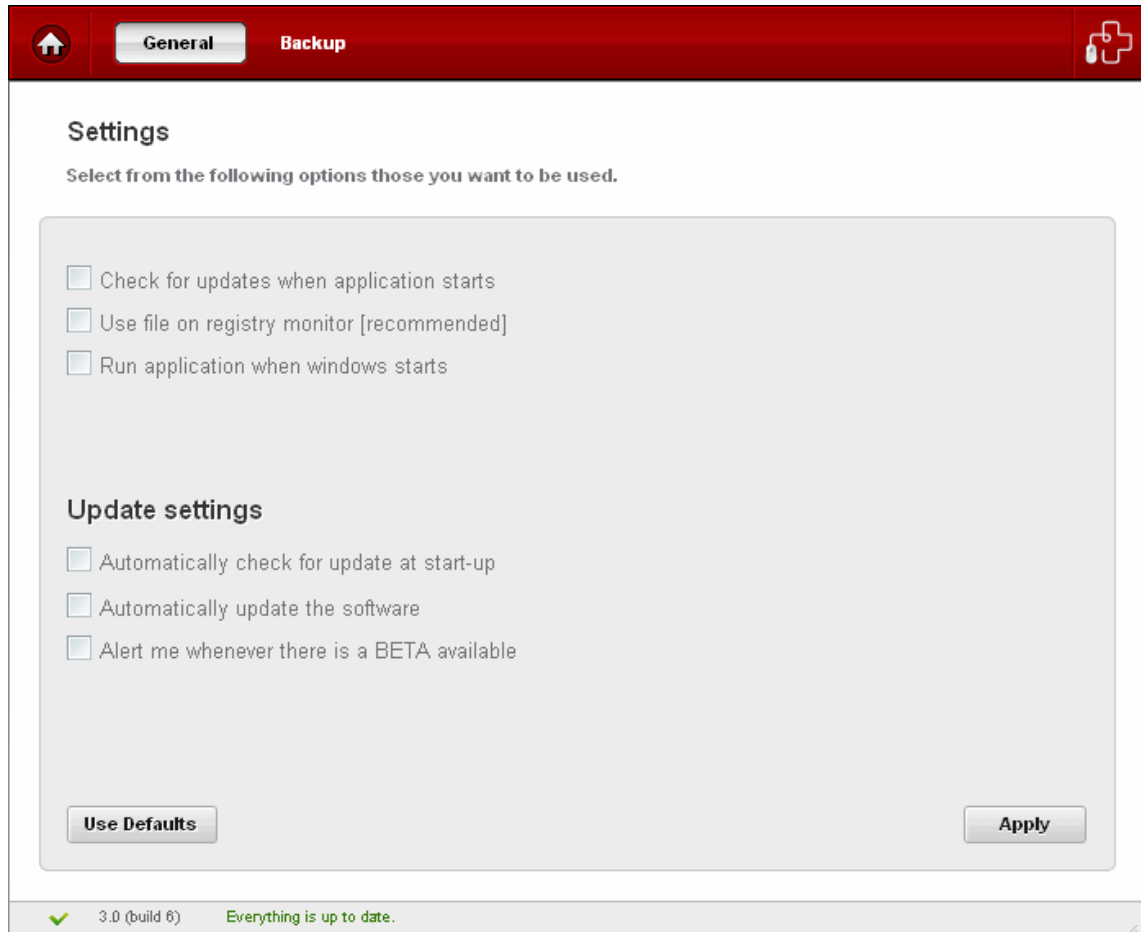 General
Backup
Settings
Select from the following options those you want to be used.
Check for updates when application starts
Use file on registry monitor [recommended]
Run application when windows starts
Update settings
Automatically check for update at start-up
Automatically update the software
Alert me whenever there is a BETA available
Use Defaults
Apply
3.0 (build 6)
Everything is up to date.